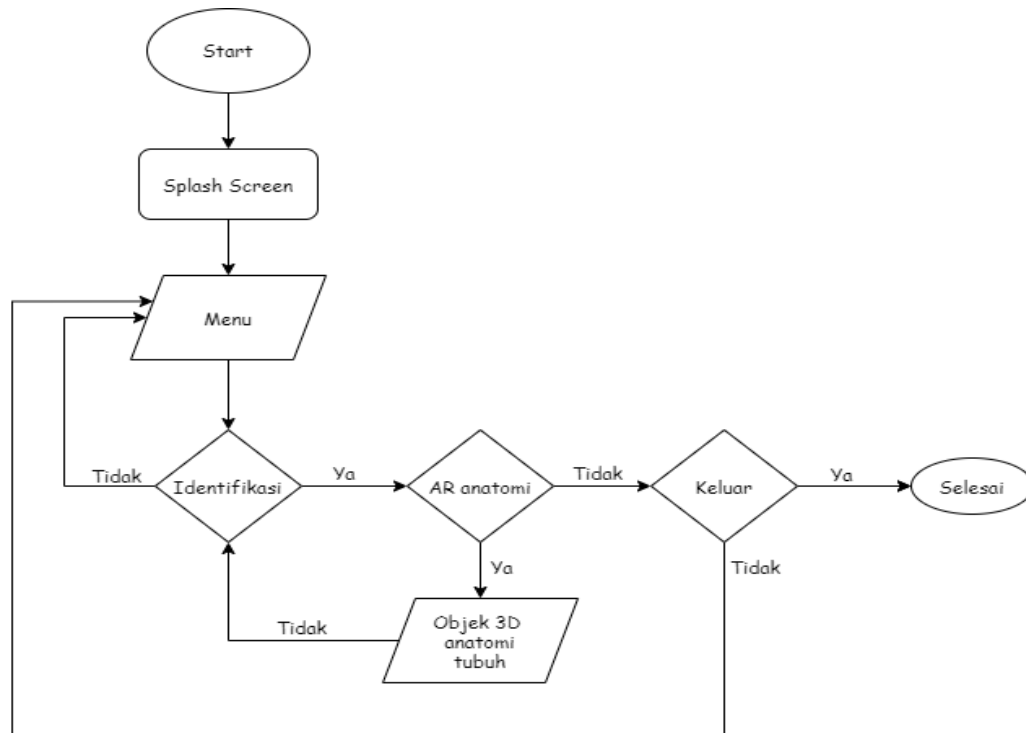 Start
Splash Screen
Menu
Tidak
Identifikasi
Ya
AR anatomi
Tidak
Keluar
Ya
Selesai
Ya
Tidak
Tidak
Objek 3D
anatomi
tubuh